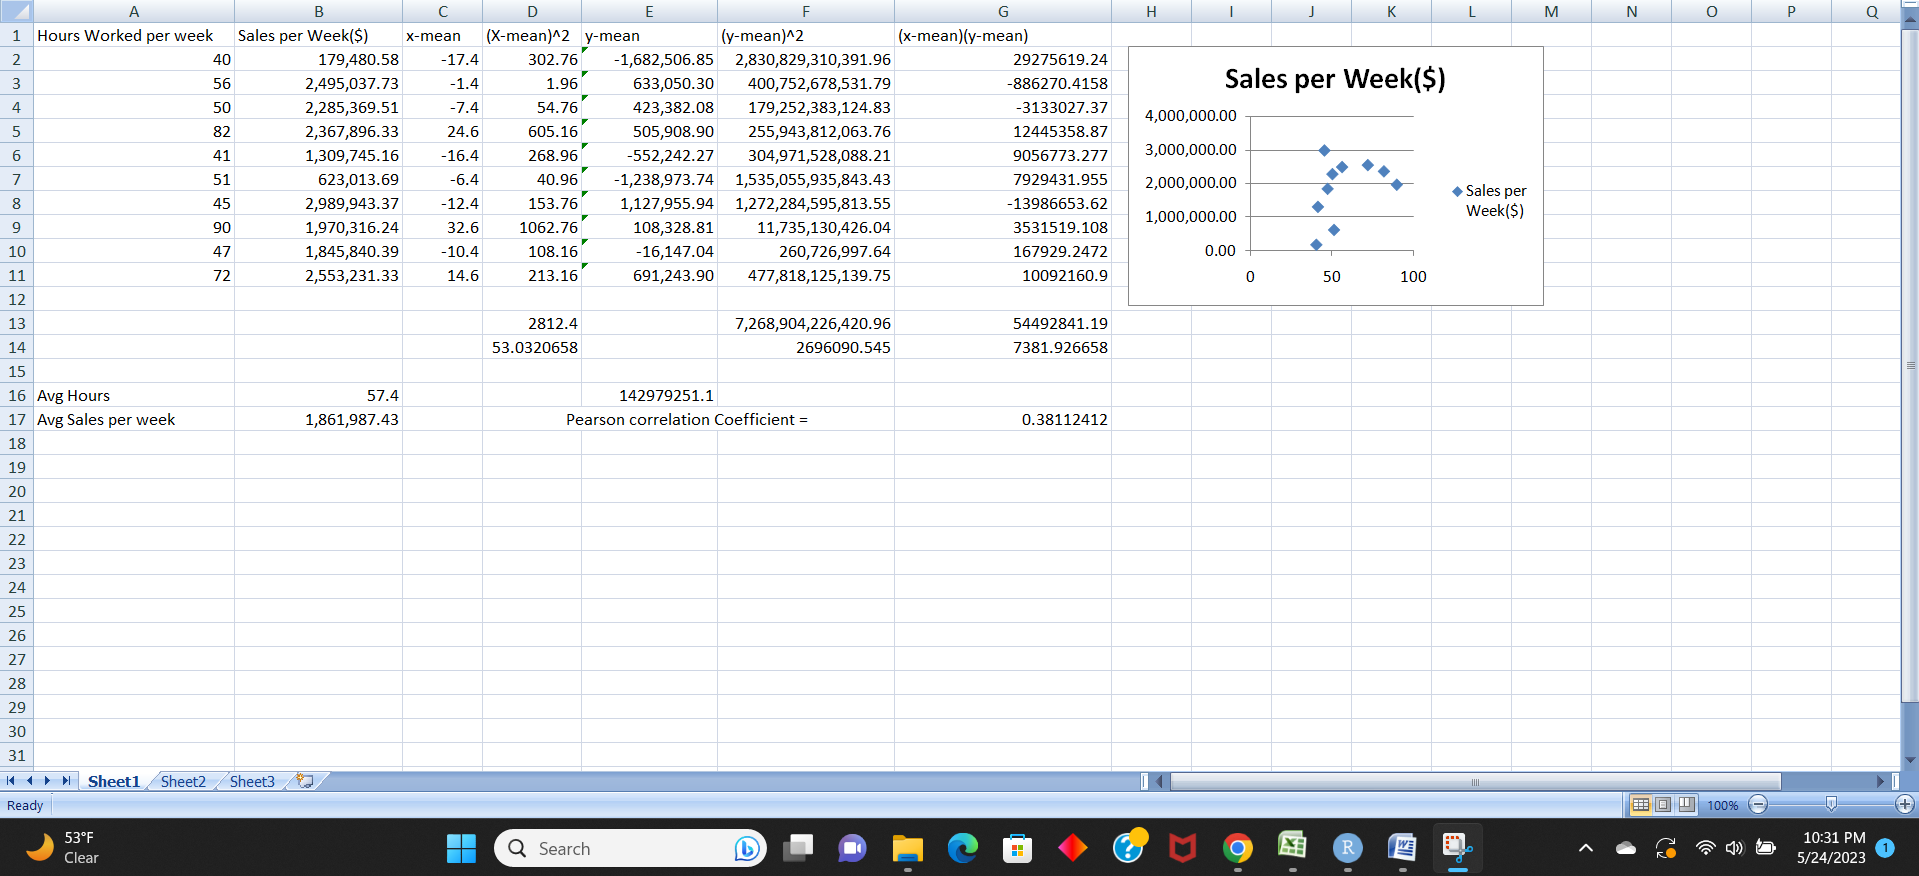 A B C D E F G H I J K L M N O P Q
1 Hours Worked per week Sales per Week($) x-mean (X-mean)^2 y-mean (y-mean)^2 (x-mean)(y-mean)
2 40 179,480.58 -17.4 302.76 -1,682,506.85 2,830,829,310,391.96 29275619.24
3 56 2,495,037.73 -1.4 1.96 633,050.30 400,752,678,531.79 -886270.4158
4 50 2,285,369.51 -7.4 54.76 423,382.08 179,252,383,124.83 -3133027.37
5 82 2,367,896.33 24.6 605.16 505,908.90 255,943,812,063.76 12445358.87
6 41 1,309,745.16 -16.4 268.96 -552,242.27 304,971,528,088.21 9056773.277
7 51 623,013.69 -6.4 40.96 -1,238,973.74 1,535,055,935,843.43 7929431.955
8 45 2,989,943.37 -12.4 153.76 1,127,955.94 1,272,284,595,813.55 -13986653.62
9 90 1,970,316.24 32.6 1062.76 108,328.81 11,735,130,426.04 3531519.108
10 47 1,845,840.39 -10.4 108.16 -16,147.04 260,726,997.64 167929.2472
11 72 2,553,231.33 14.6 213.16 691,243.90 477,818,125,139.75 10092160.9
12
13 2812.4 7,268,904,226,420.96 54492841.19
14 53.0320658 2696090.545 7381.926658
15
16 Avg Hours 57.4 142979251.1
17 Avg Sales per week 1,861,987.43 Pearson correlation Coefficient = 0.38112412
18
19
20
21
22
23
24
25
26
27
28
29
30
31
Sales per Week($)
4,000,000.00
3,000,000.00
2,000,000.00
1,000,000.00
0.00
0 50 100
Sales per
Week($)
Sheet1 Sheet2 Sheet3
Ready 100%
53°F
Clear
Search
R
W
10:31 PM
5/24/2023
1